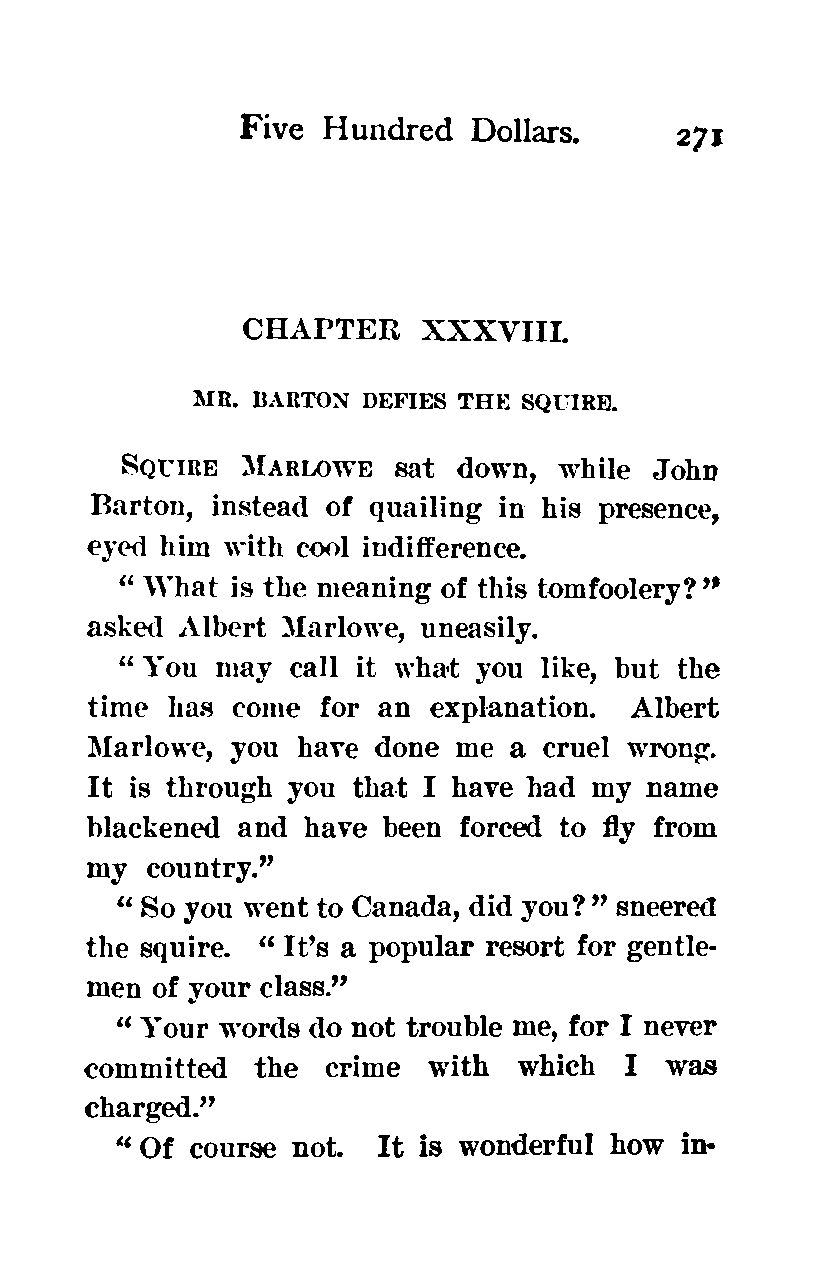 Five Hundred Dollars. 271
CHAPTER XXXVIII.
MR. BARTON DEFIES THE SQUIRE.
SQUIRE MARLOWE sat down, while John
Barton, instead of quailing in his presence,
eyed him with cool indifference.
“ What is the meaning of this tomfoolery? ”
asked Albert Marlowe, uneasily.
“ You may call it what you like, but the
time has come for an explanation. Albert
Marlowe, you have done me a cruel wrong.
It is through you that I have had my name
blackened and have been forced to fly from
my country.”
“ So you went to Canada, did you? ” sneered
the squire. “ It’s a popular resort for gentle-
men of your class.”
“ Your words do not trouble me, for I never
committed the crime with which I was
charged.”
“ Of course not. It is wonderful how in-